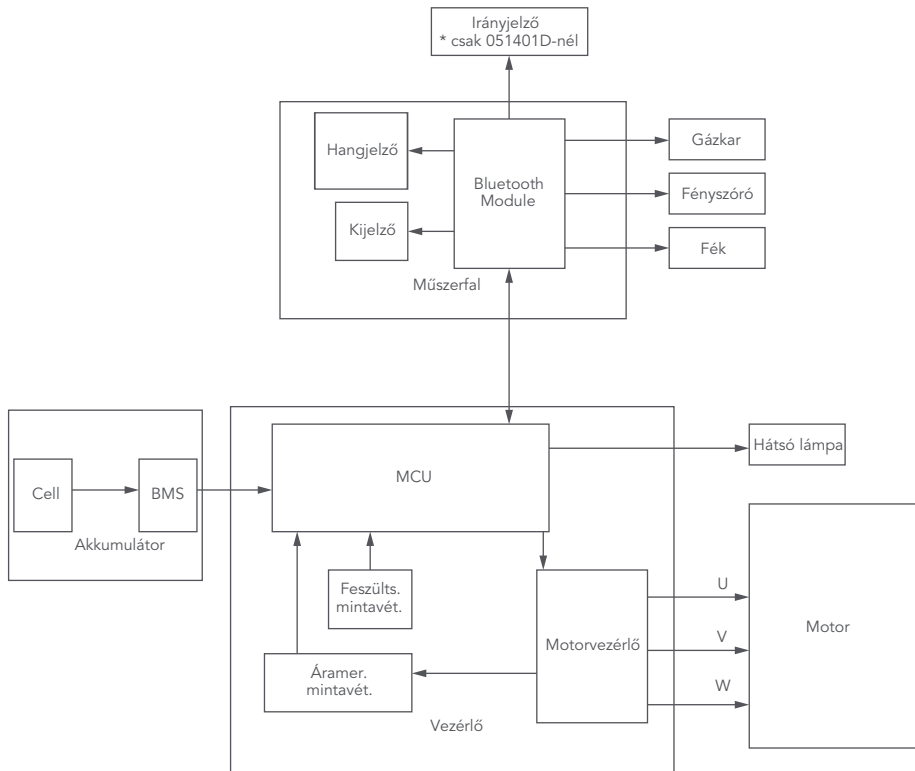 Irányjelző
* csak 051401D-nél
Hangjelző
Kijelző
Bluetooth
Module
Gázkar
Fényszóró
Fék
Műszerfal
Cell
BMS
Akkumulátor
MCU
Hátsó lámpa
Feszülts.
mintavét.
Áramer.
mintavét.
Motorvezérlő
Vezérlő
U
V
W
Motor